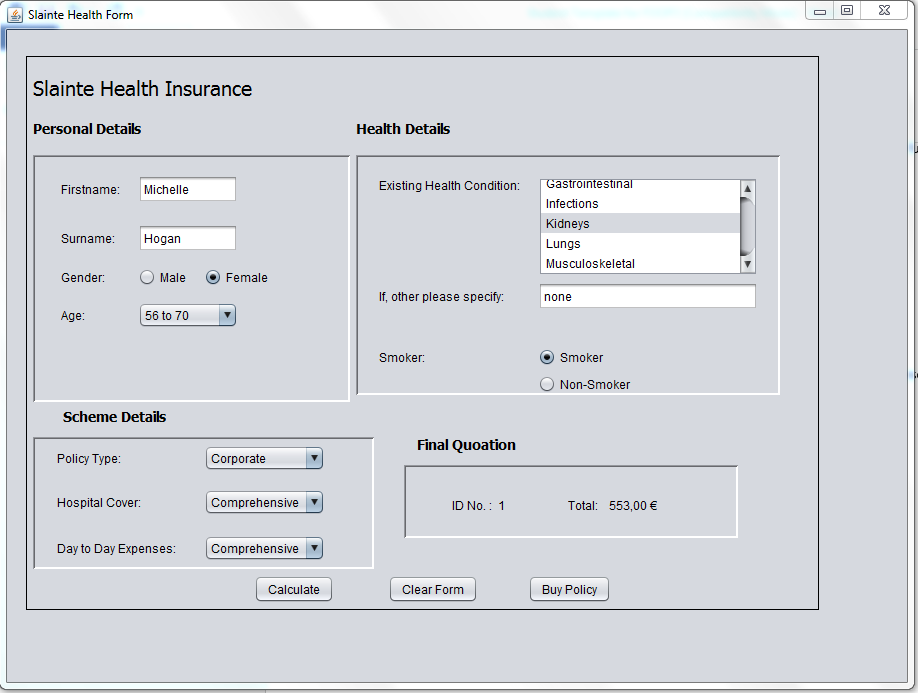 Slainte Health Form
Slainte Health Insurance
Personal Details
Firstname: Michelle
Surname: Hogan
Gender: Male Female
Age: 56 to 70
Health Details
Existing Health Condition: Gastrointestinal
Infections
Kidneys
Lungs
Musculoskeletal
If, other please specify: none
Smoker: Smoker
Non-Smoker
Scheme Details
Policy Type: Corporate
Hospital Cover: Comprehensive
Day to Day Expenses: Comprehensive
Final Quoation
ID No. : 1 Total: 553,00 €
Calculate Clear Form Buy Policy